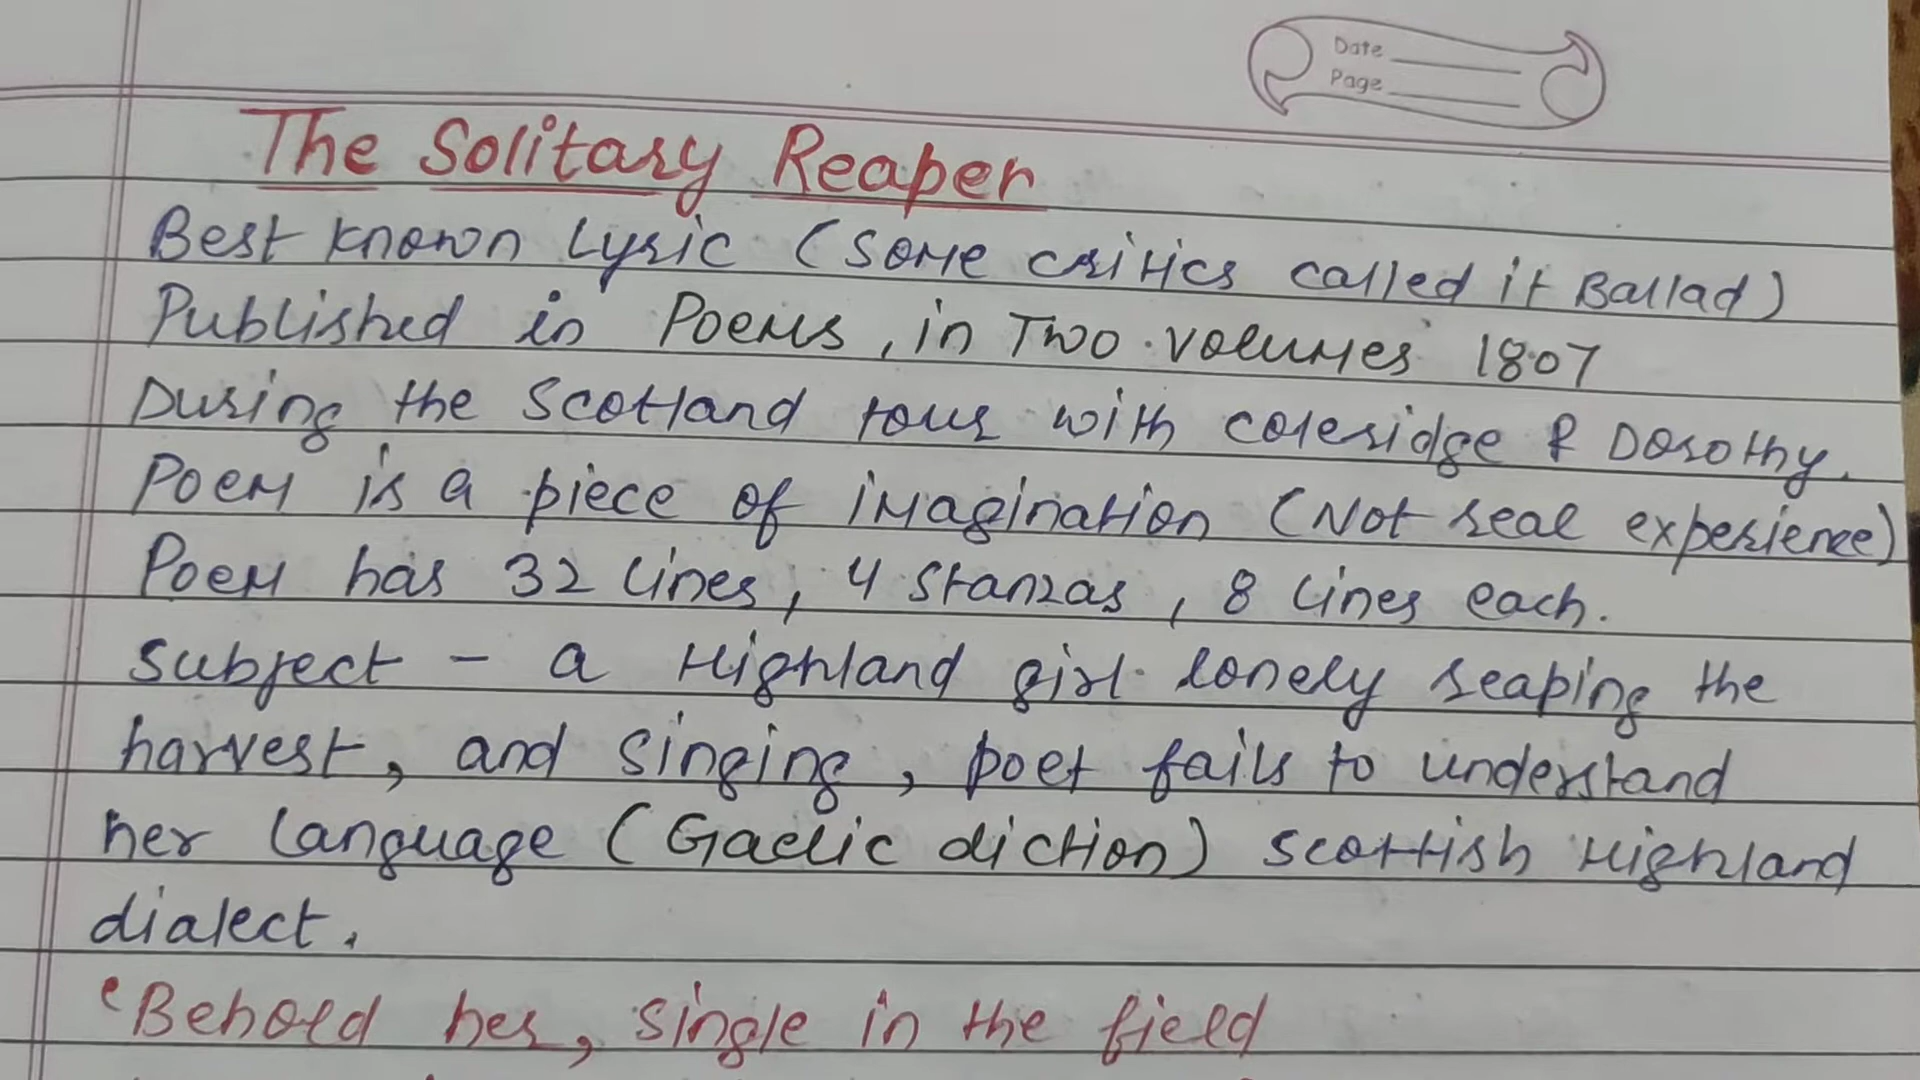 Date
Page
The Solitary Reaper
Best known Lyric (Some critics called it Ballad)
Published in Poems, in Two volumes 1807
During the Scotland tour with coleridge & Dorothy.
Poem is a piece of imagination (Not real experience)
Poem has 32 lines, 4 stanzas, 8 lines each.
subject - a Highland girl lonely reaping the
harvest, and singing, poet fails to understand
her language (Gaelic diction) Scottish Highland
dialect.
'Behold her, single in the field